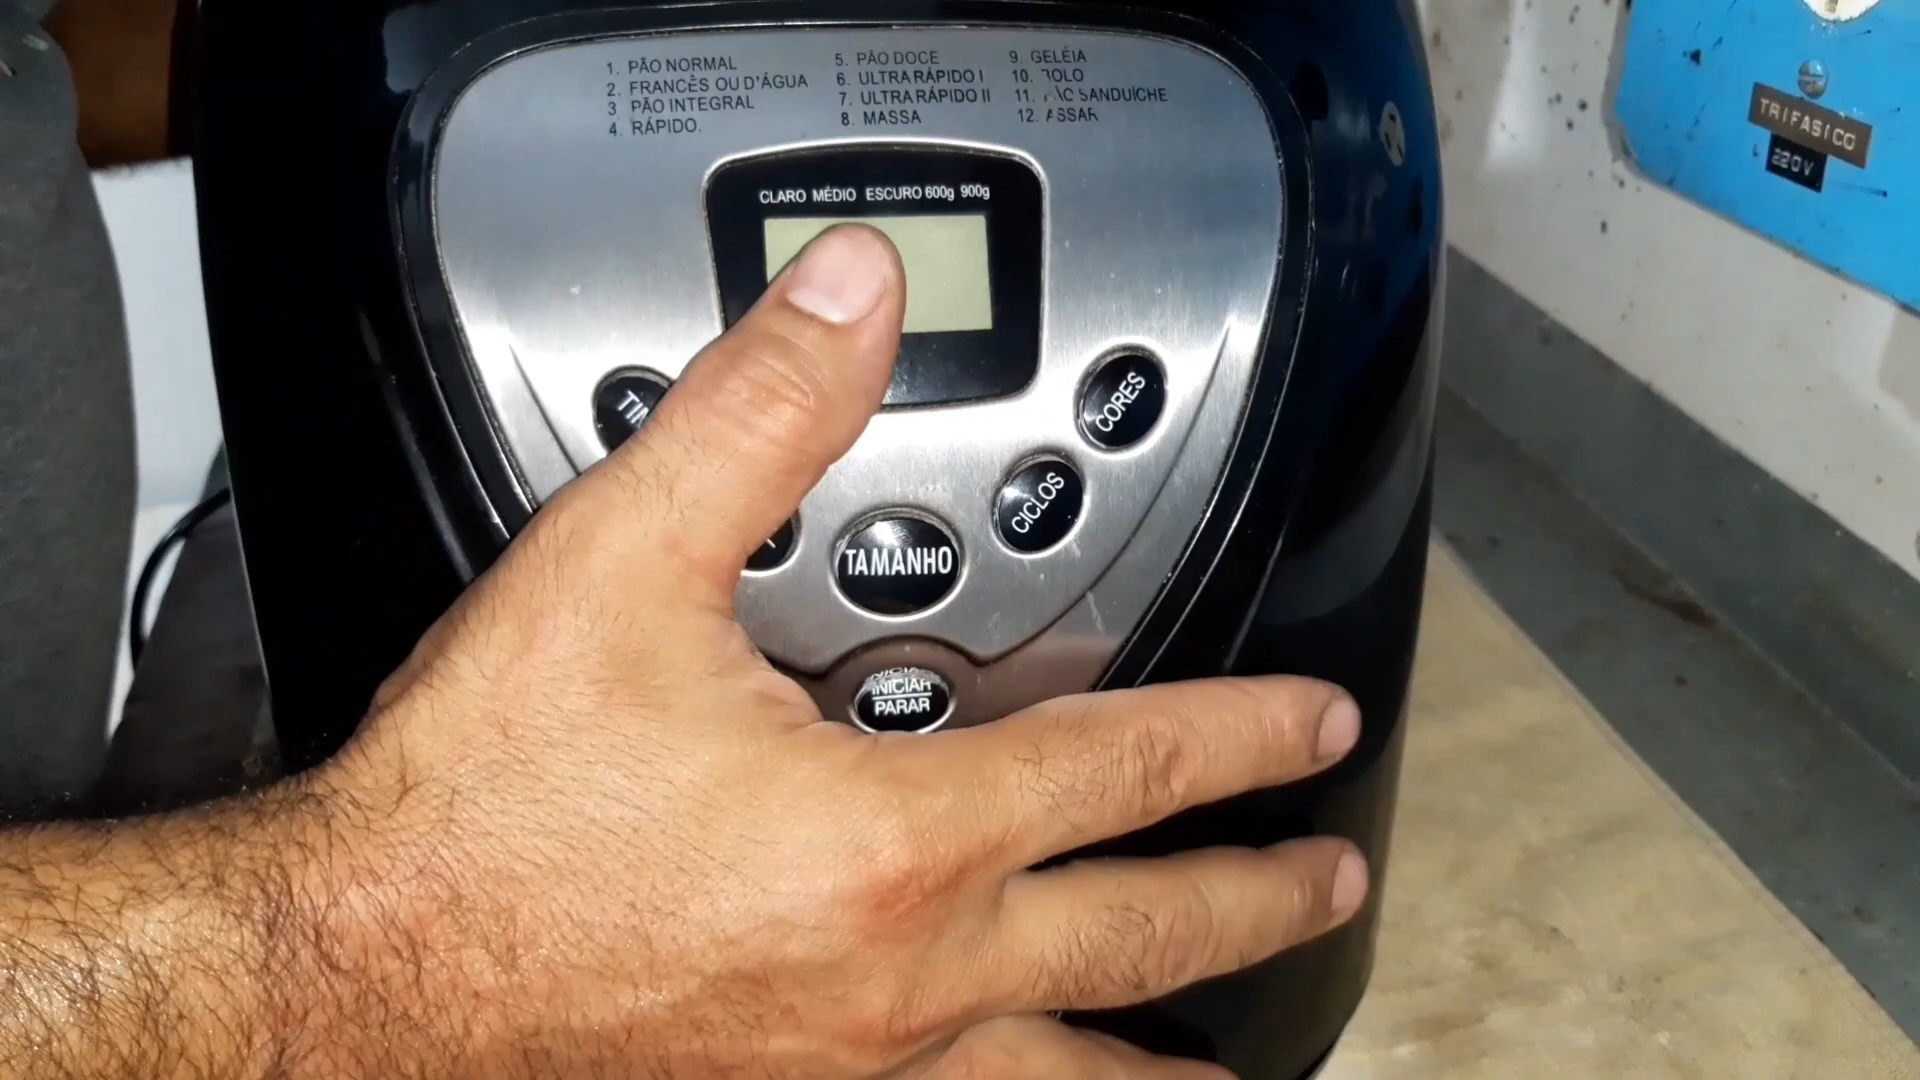 1. PÃO NORMAL
2. FRANCÊS OU D'ÁGUA
3 PÃO INTEGRAL
4. RÁPIDO.
5. PÃO DOCE
6. ULTRA RÁPIDO I
7. ULTRA RÁPIDO II
8. MASSA
9. GELÉIA
10.
11. SANDUÍCHE
12. ASSAR
CLARO MÉDIO ESCURO 600g 900g
CORES
CICLOS
TAMANHO
INICIAR
PARAR
TRIFASICO
220V